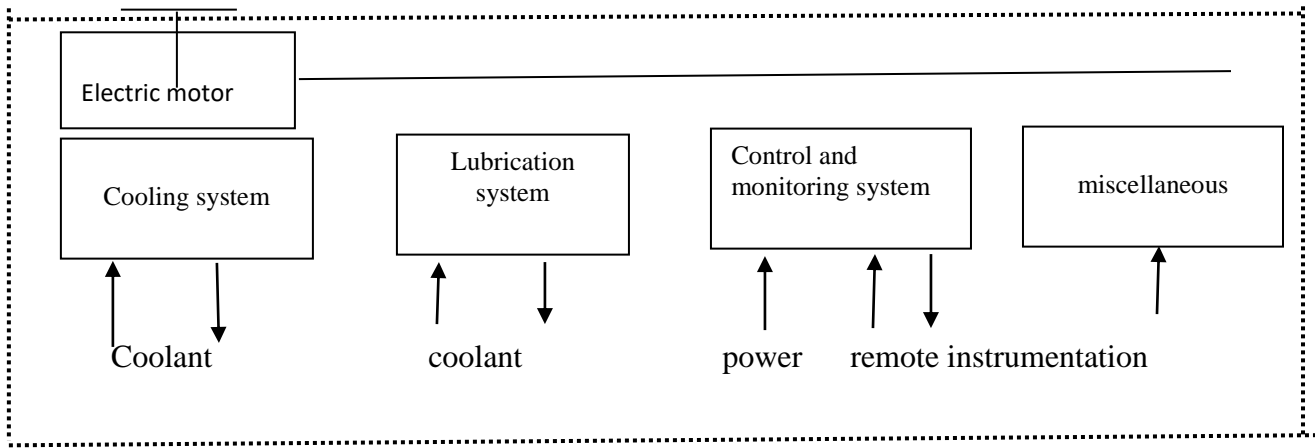 Electric motor
Cooling system
Lubrication
system
Control and
monitoring system
miscellaneous
Coolant
coolant
power
remote instrumentation